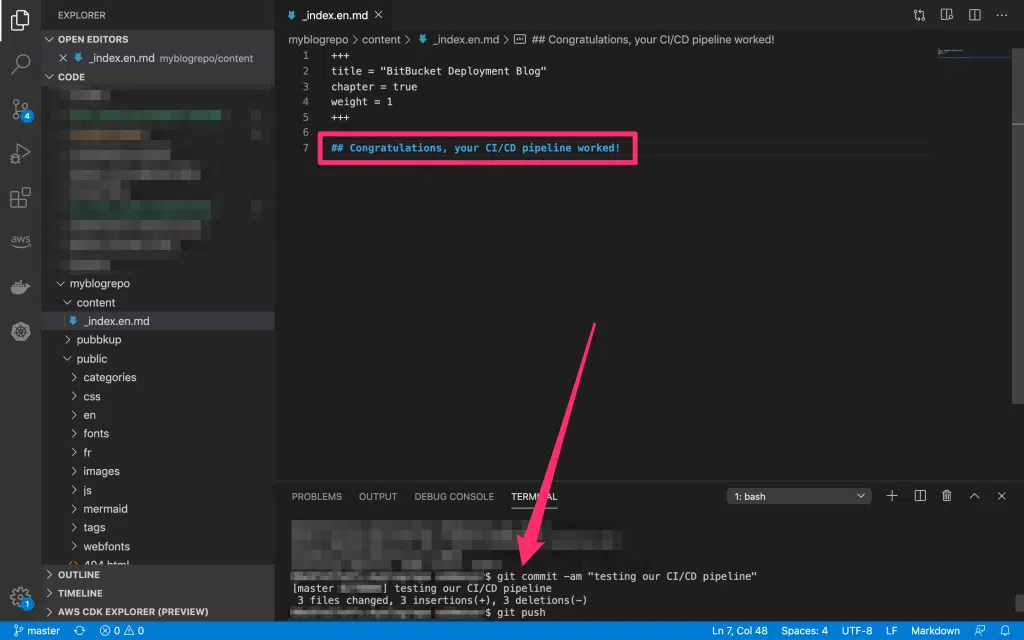 EXPLORER
OPEN EDITORS
_index.en.md myblogrepo/content
CODE
4
aws
myblogrepo
content
_index.en.md
pubbkup
public
categories
css
en
fonts
fr
images
js
mermaid
tags
webfonts
OUTLINE
TIMELINE
AWS CDK EXPLORER (PREVIEW)
1
_index.en.md
myblogrepo > content > _index.en.md > ## Congratulations, your CI/CD pipeline worked!
1 +++
2 title = "BitBucket Deployment Blog"
3 chapter = true
4 weight = 1
5 +++
6
7 ## Congratulations, your CI/CD pipeline worked!
PROBLEMS OUTPUT DEBUG CONSOLE TERMINAL 1: bash
$ git commit -am "testing our CI/CD pipeline"
[master ] testing our CI/CD pipeline
3 files changed, 3 insertions(+), 3 deletions(-)
$ git push
master 0 0 Ln 7, Col 48 Spaces: 4 UTF-8 LF Markdown